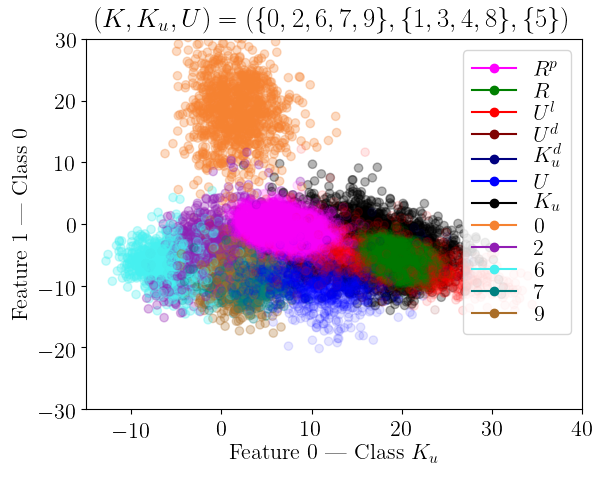 (K, K_u, U) = ({0, 2, 6, 7, 9}, {1, 3, 4, 8}, {5})
30
20
10
0
−10
−20
−30
Feature 1 — Class 0
R^p
R
U^l
U^d
K_u^d
U
K_u
0
2
6
7
9
−10
0
10
20
30
40
Feature 0 — Class K_u